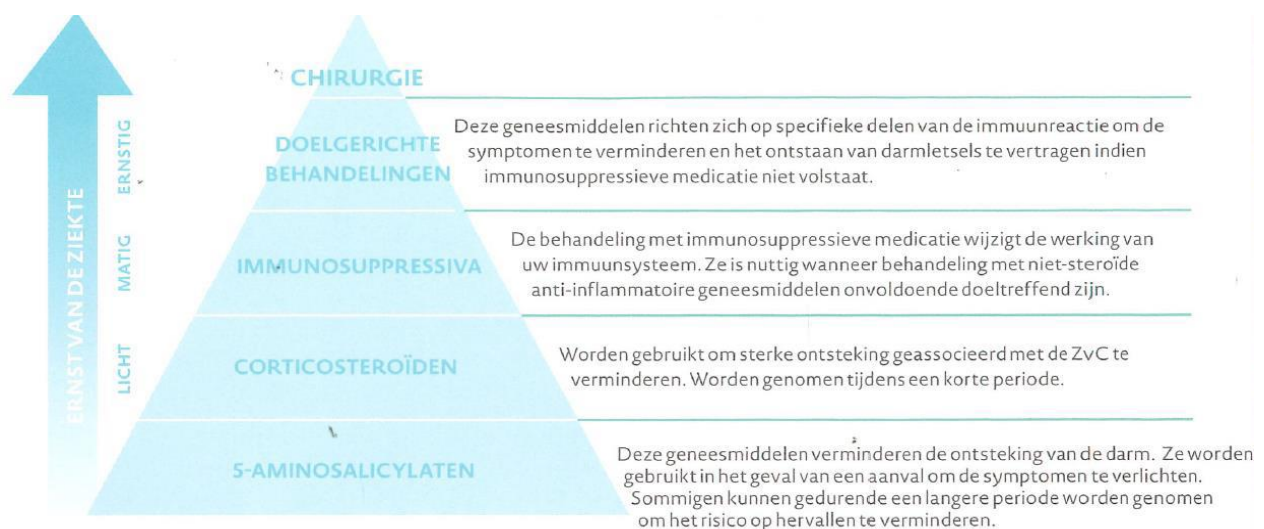 CHIRURGIE
ERNSTIG
DOELGERICHTE
BEHANDELINGEN
Deze geneesmiddelen richten zich op specifieke delen van de immuunreactie om de
symptomen te verminderen en het ontstaan van darmletsels te vertragen indien
immunosuppressieve medicatie niet volstaat.
ERNST VAN DE ZIEKTE
MATIG
IMMUNOSUPPRESSIVA
De behandeling met immunosuppressieve medicatie wijzigt de werking van
uw immuunsysteem. Ze is nuttig wanneer behandeling met niet-steroïde
anti-inflammatoire geneesmiddelen onvoldoende doeltreffend zijn.
LICHT
CORTICOSTEROÏDEN
Worden gebruikt om sterke ontsteking geassocieerd met de ZvC te
verminderen. Worden genomen tijdens een korte periode.
5-AMINOSALICYLATEN
Deze geneesmiddelen verminderen de ontsteking van de darm. Ze worden
gebruikt in het geval van een aanval om de symptomen te verlichten.
Sommigen kunnen gedurende een langere periode worden genomen
om het risico op hervallen te verminderen.